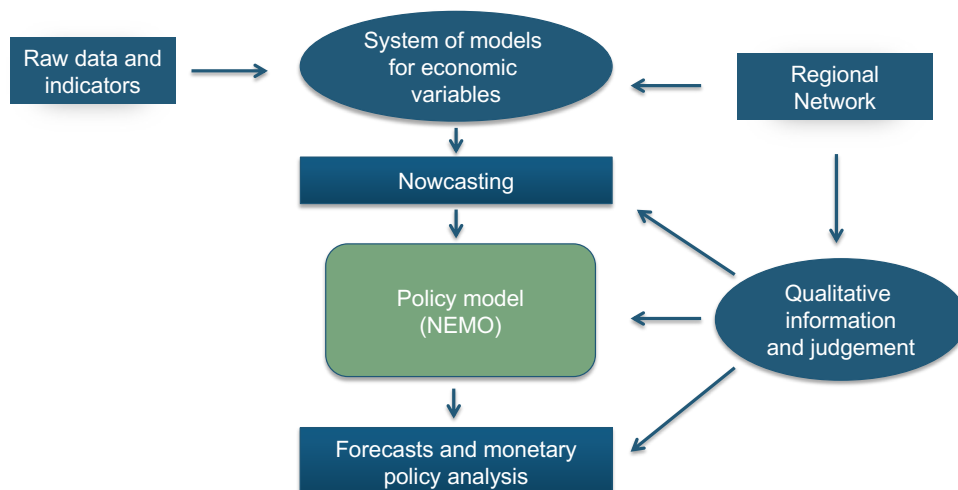 System of models
for economic
variables
Raw data and
indicators
Regional
Network
Nowcasting
Policy model
(NEMO)
Qualitative
information
and judgement
Forecasts and monetary
policy analysis